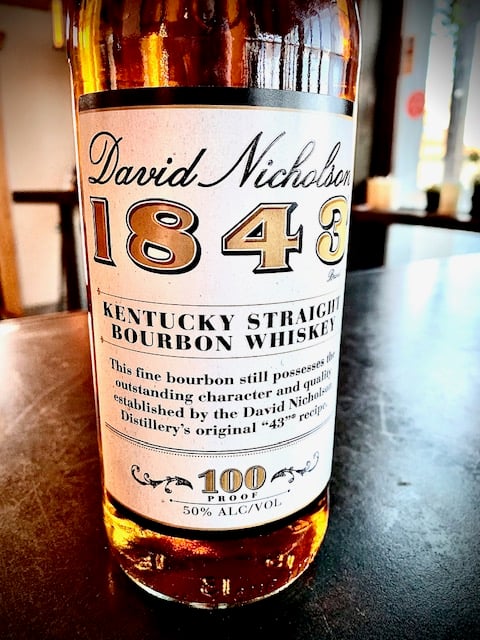 David Nicholson
1843
Brand
KENTUCKY STRAIGHT
BOURBON WHISKEY
This fine bourbon still possesses the
outstanding character and quality
established by the David Nicholson
Distillery's original "43"® recipe.
100
PROOF
50% ALC/VOL